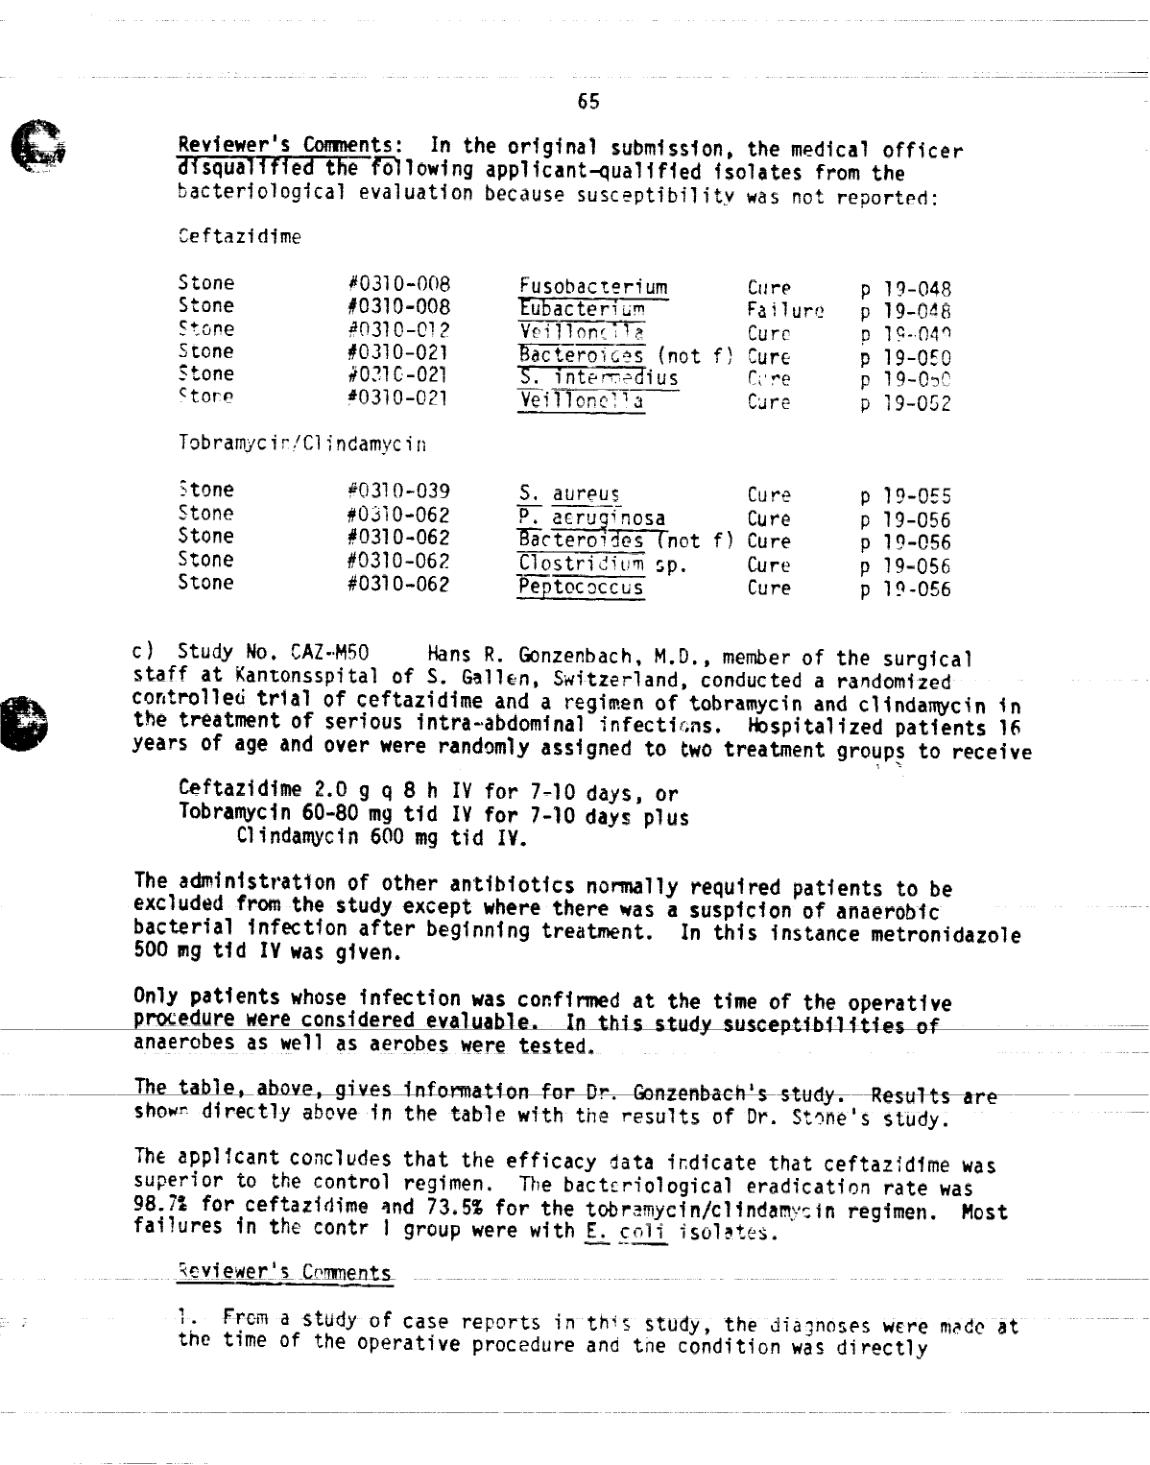 65
Reviewer's Comments: In the original submission, the medical officer
disqualified the following applicant-qualified isolates from the
bacteriological evaluation because susceptibility was not reported:
Ceftazidime
Stone #0310-008 Fusobacterium Cure p 19-048
Stone #0310-008 Eubacterium Failure p 19-048
Stone #0310-012 Veillonella Cure p 19-049
Stone #0310-021 Bacteroides (not f) Cure p 19-050
Stone #0310-021 S. intermedius Cure p 19-050
Stone #0310-021 Veillonella Cure p 19-052
Tobramycin/Clindamycin
Stone #0310-039 S. aureus Cure p 19-055
Stone #0310-062 P. aeruginosa Cure p 19-056
Stone #0310-062 Bacteroides (not f) Cure p 19-056
Stone #0310-062 Clostridium sp. Cure p 19-056
Stone #0310-062 Peptococcus Cure p 19-056
c) Study No. CAZ-M50 Hans R. Gonzenbach, M.D., member of the surgical
staff at Kantonsspital of S. Gallen, Switzerland, conducted a randomized
controlled trial of ceftazidime and a regimen of tobramycin and clindamycin in
the treatment of serious intra-abdominal infections. Hospitalized patients 16
years of age and over were randomly assigned to two treatment groups to receive
Ceftazidime 2.0 g q 8 h IV for 7-10 days, or
Tobramycin 60-80 mg tid IV for 7-10 days plus
Clindamycin 600 mg tid IV.
The administration of other antibiotics normally required patients to be
excluded from the study except where there was a suspicion of anaerobic
bacterial infection after beginning treatment. In this instance metronidazole
500 mg tid IV was given.
Only patients whose infection was confirmed at the time of the operative
procedure were considered evaluable. In this study susceptibilities of
anaerobes as well as aerobes were tested.
The table, above, gives information for Dr. Gonzenbach's study. Results are
shown directly above in the table with the results of Dr. Stone's study.
The applicant concludes that the efficacy data indicate that ceftazidime was
superior to the control regimen. The bacteriological eradication rate was
98.7% for ceftazidime and 73.5% for the tobramycin/clindamycin regimen. Most
failures in the contr l group were with E. coli isolates.
Reviewer's Comments
1. From a study of case reports in this study, the diagnoses were made at
the time of the operative procedure and the condition was directly